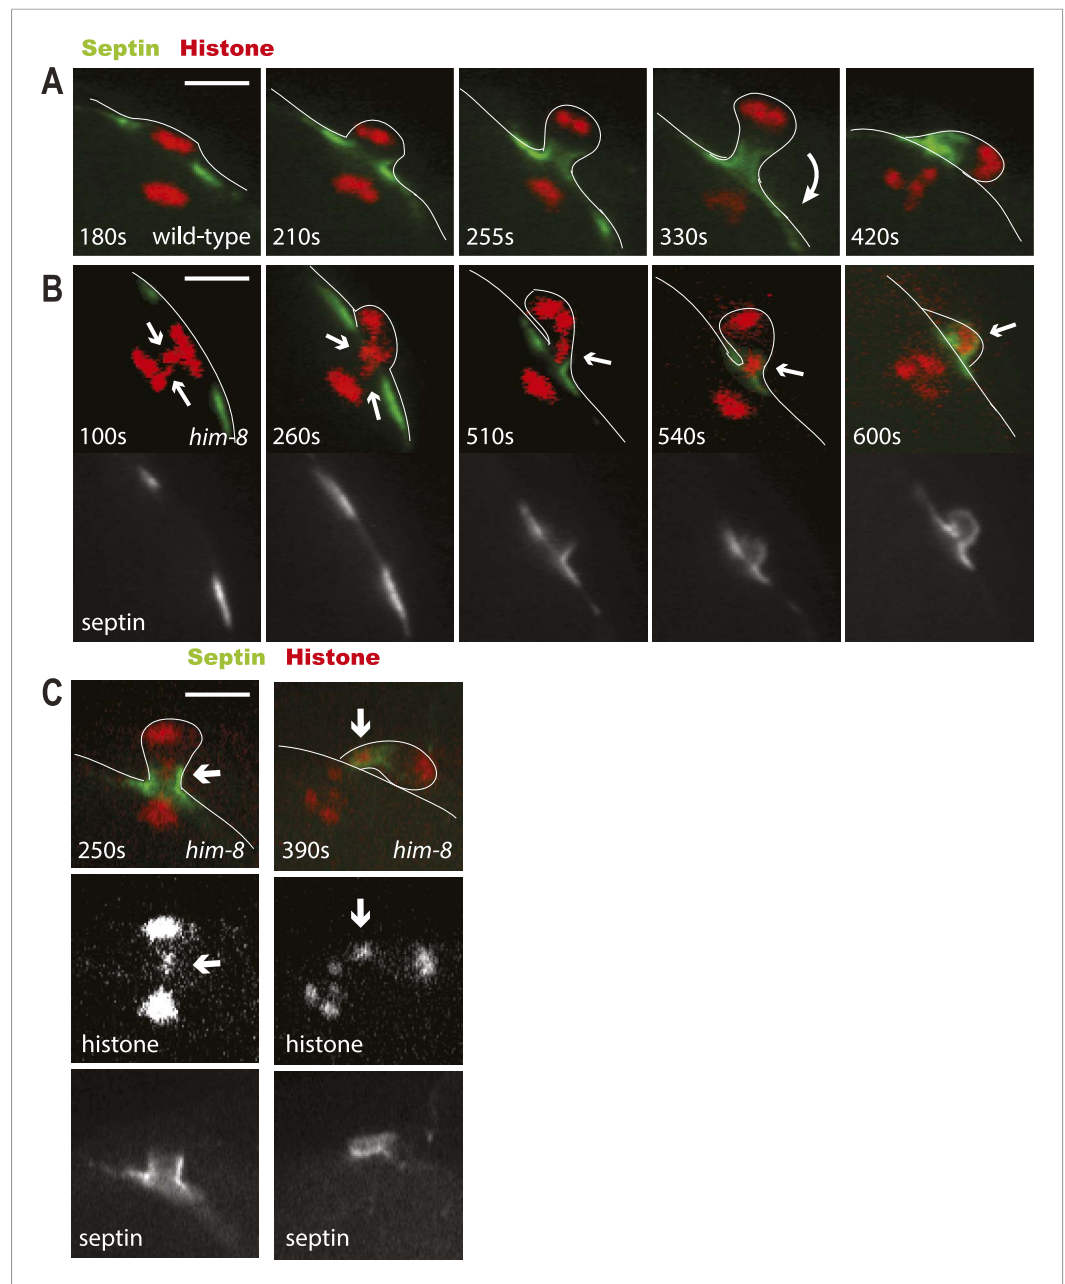 Septin Histone
A
180s wild-type 210s 255s 330s 420s
B
100s him-8 260s 510s 540s 600s
septin
Septin Histone
C
250s him-8 390s him-8
histone histone
septin septin